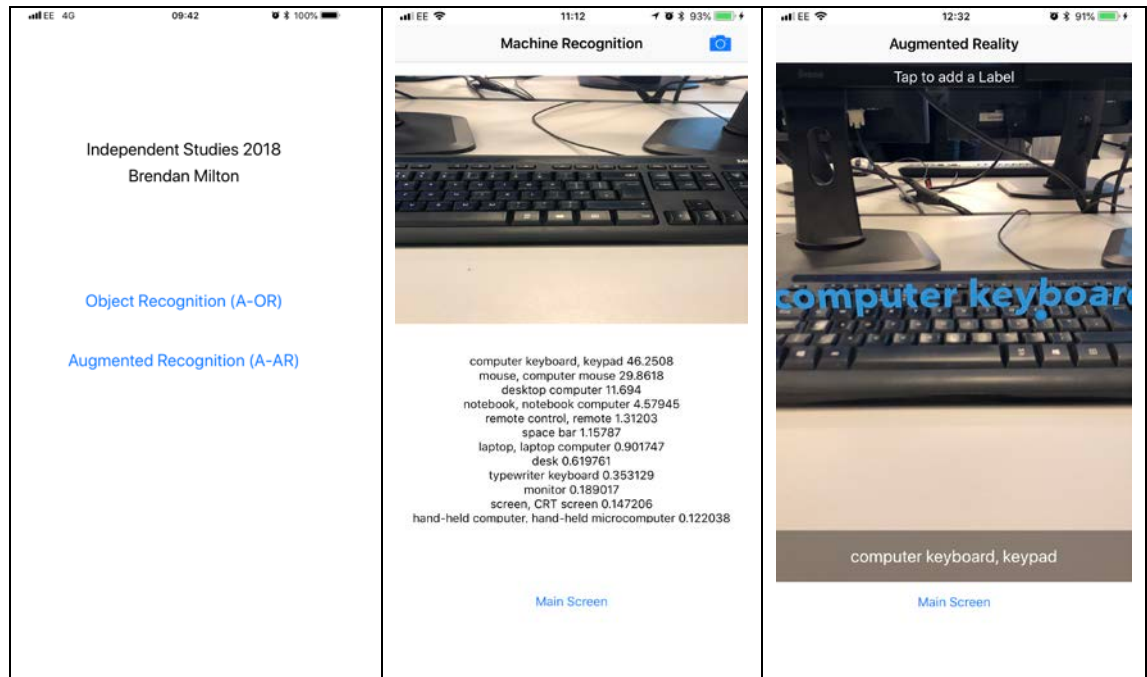 EE 4G 09:42 100%
Independent Studies 2018
Brendan Milton
Object Recognition (A-OR)
Augmented Recognition (A-AR)
EE 11:12 93%
Machine Recognition
computer keyboard, keypad 46.2508
mouse, computer mouse 29.8618
desktop computer 11.694
notebook, notebook computer 4.57945
remote control, remote 1.31203
space bar 1.15787
laptop, laptop computer 0.901747
desk 0.619761
typewriter keyboard 0.353129
monitor 0.189017
screen, CRT screen 0.147206
hand-held computer, hand-held microcomputer 0.122038
Main Screen
EE 12:32 91%
Augmented Reality
Tap to add a Label
computer keyboar
computer keyboard, keypad
Main Screen